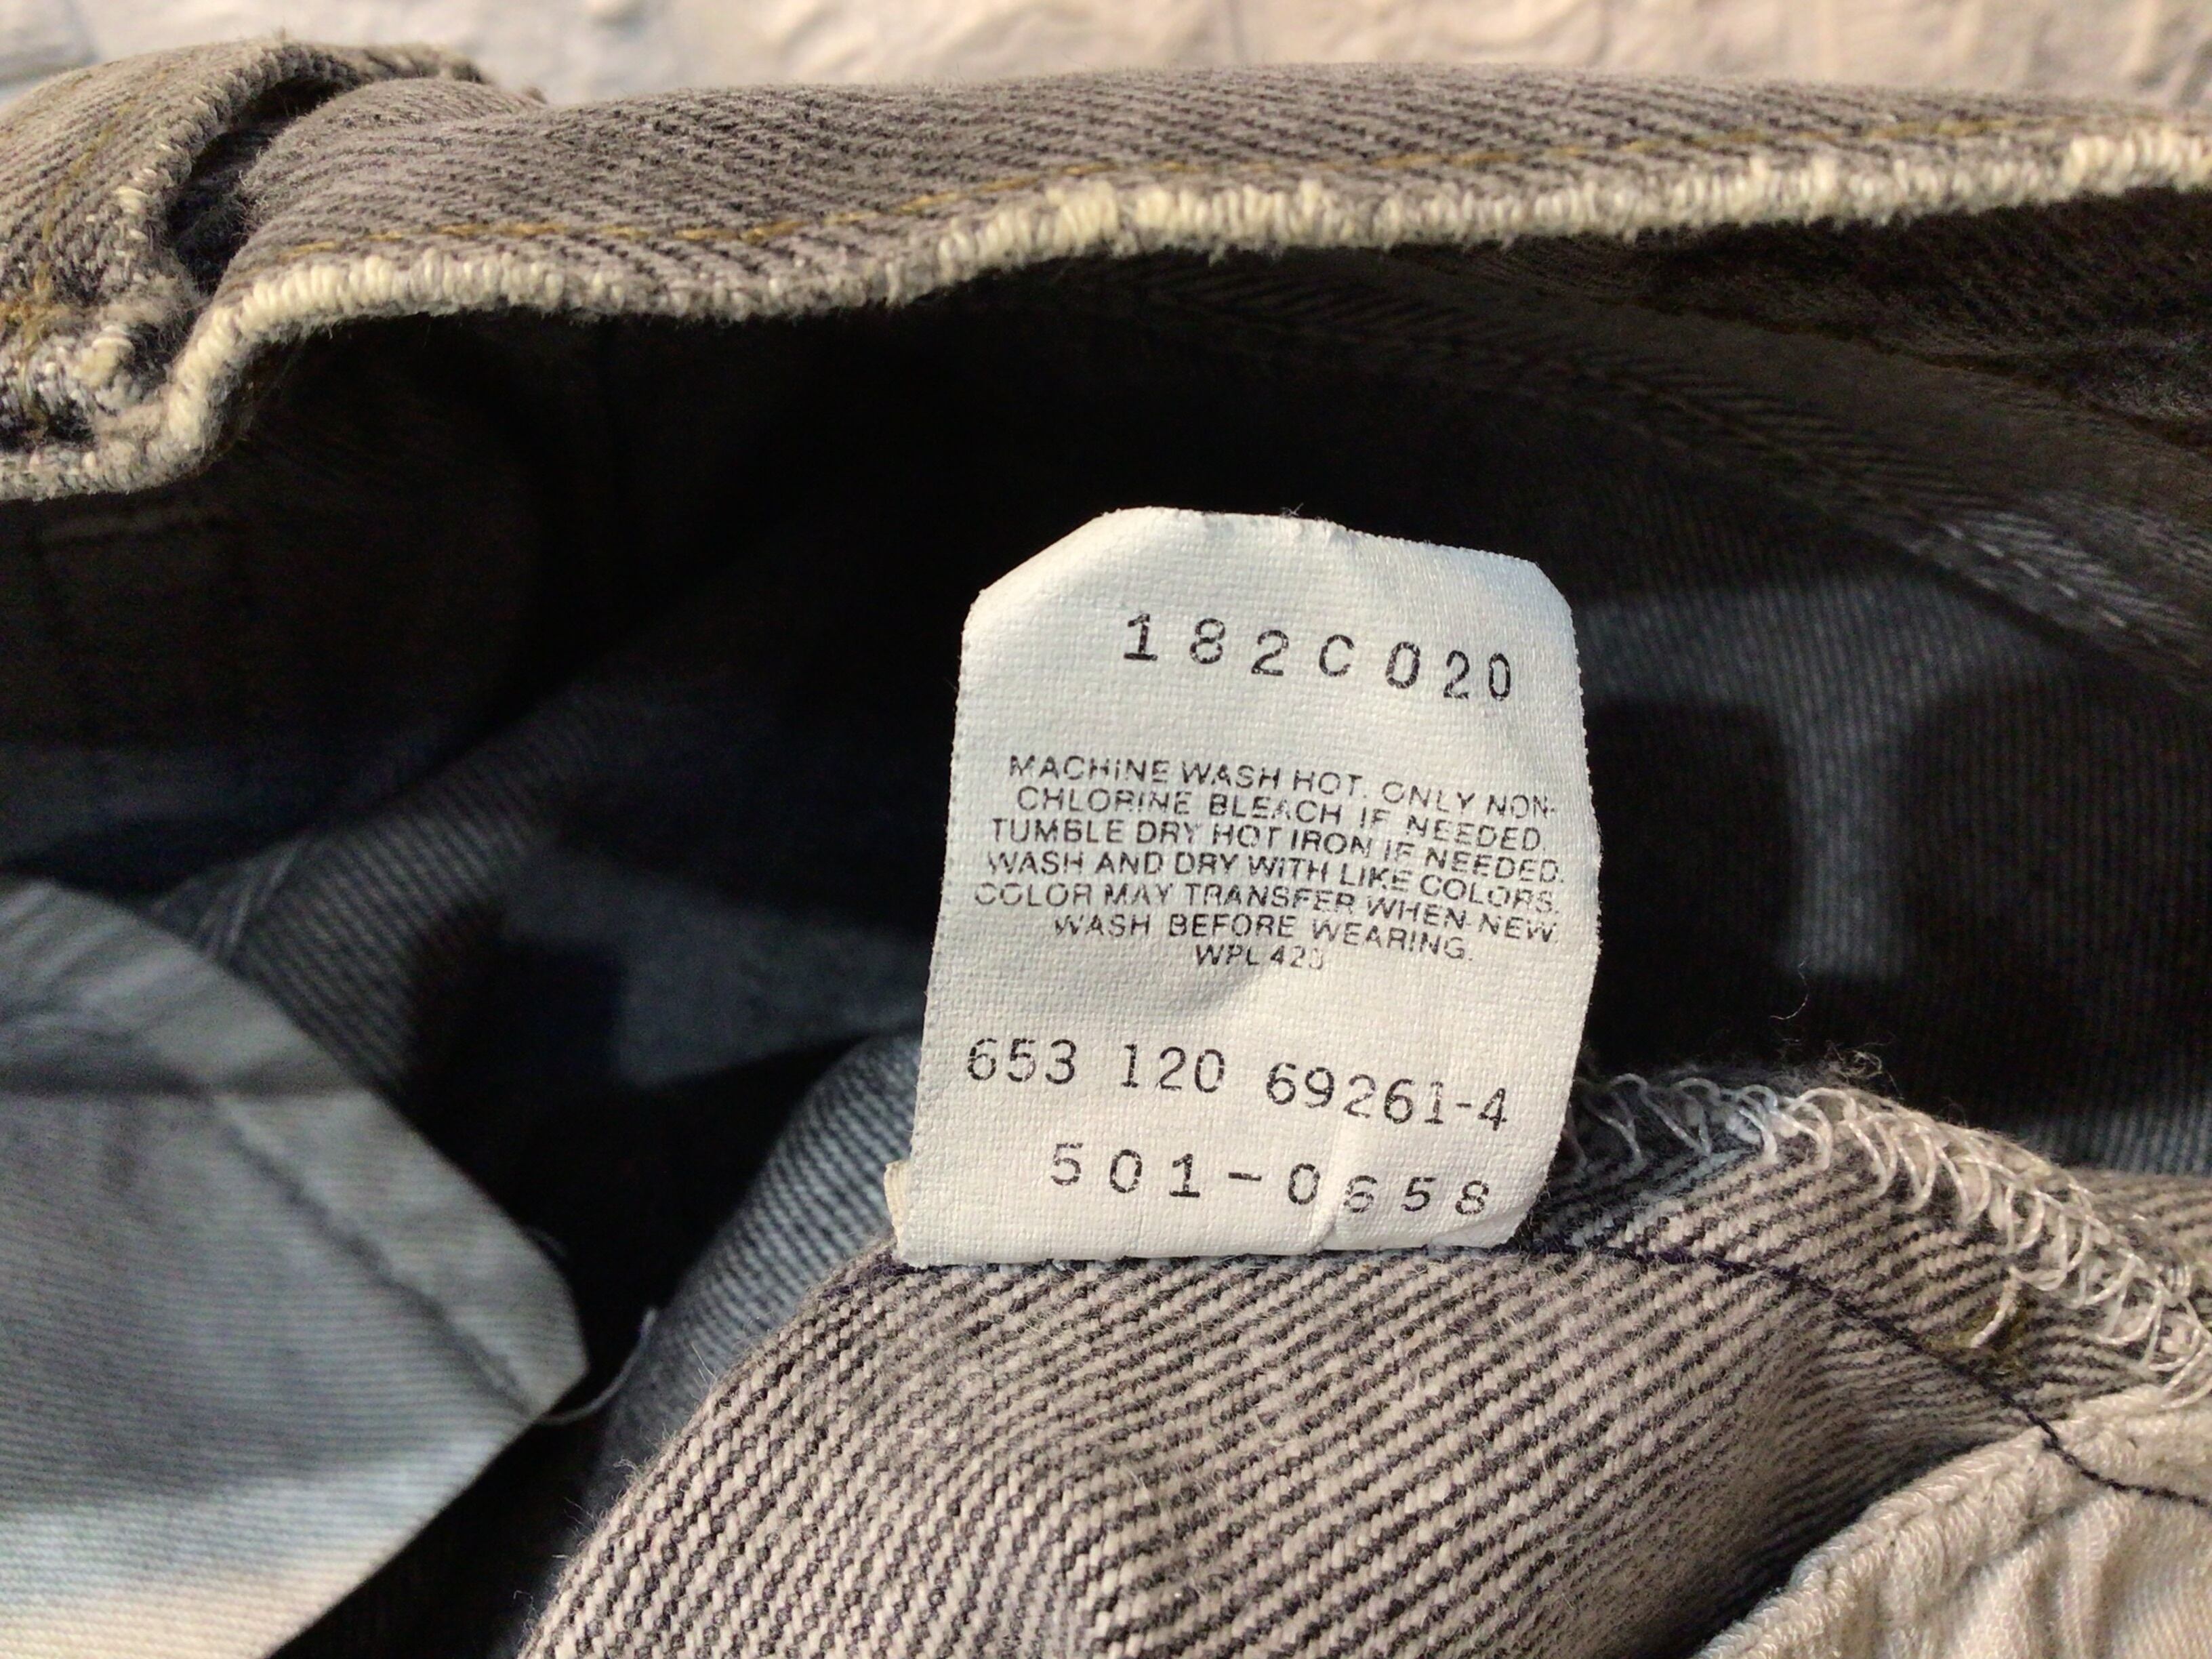 182C020
MACHINE WASH HOT. ONLY NON-
CHLORINE BLEACH IF NEEDED.
TUMBLE DRY HOT IRON IF NEEDED.
WASH AND DRY WITH LIKE COLORS.
COLOR MAY TRANSFER WHEN NEW.
WASH BEFORE WEARING.
WPL
653 120 69261-4
501-0658